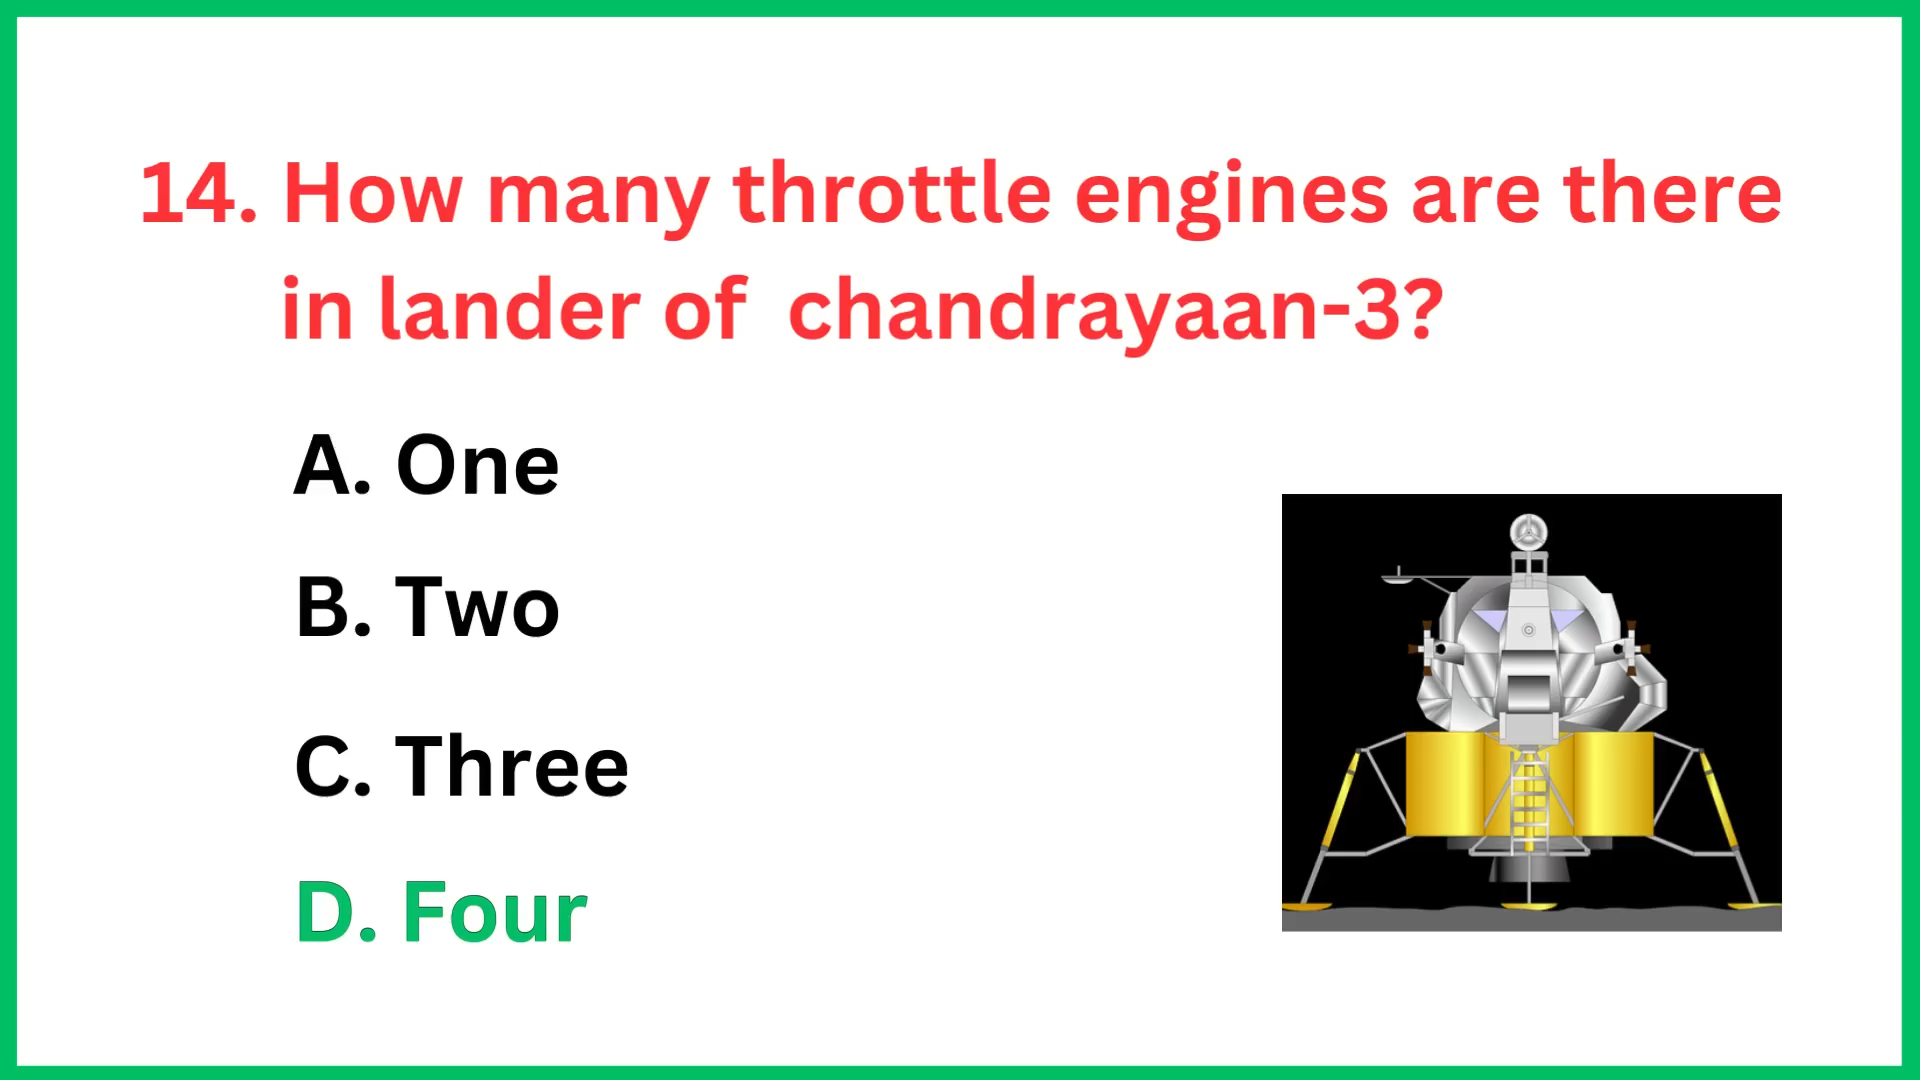 14. How many throttle engines are there
in lander of chandrayaan-3?
A. One
B. Two
C. Three
D. Four